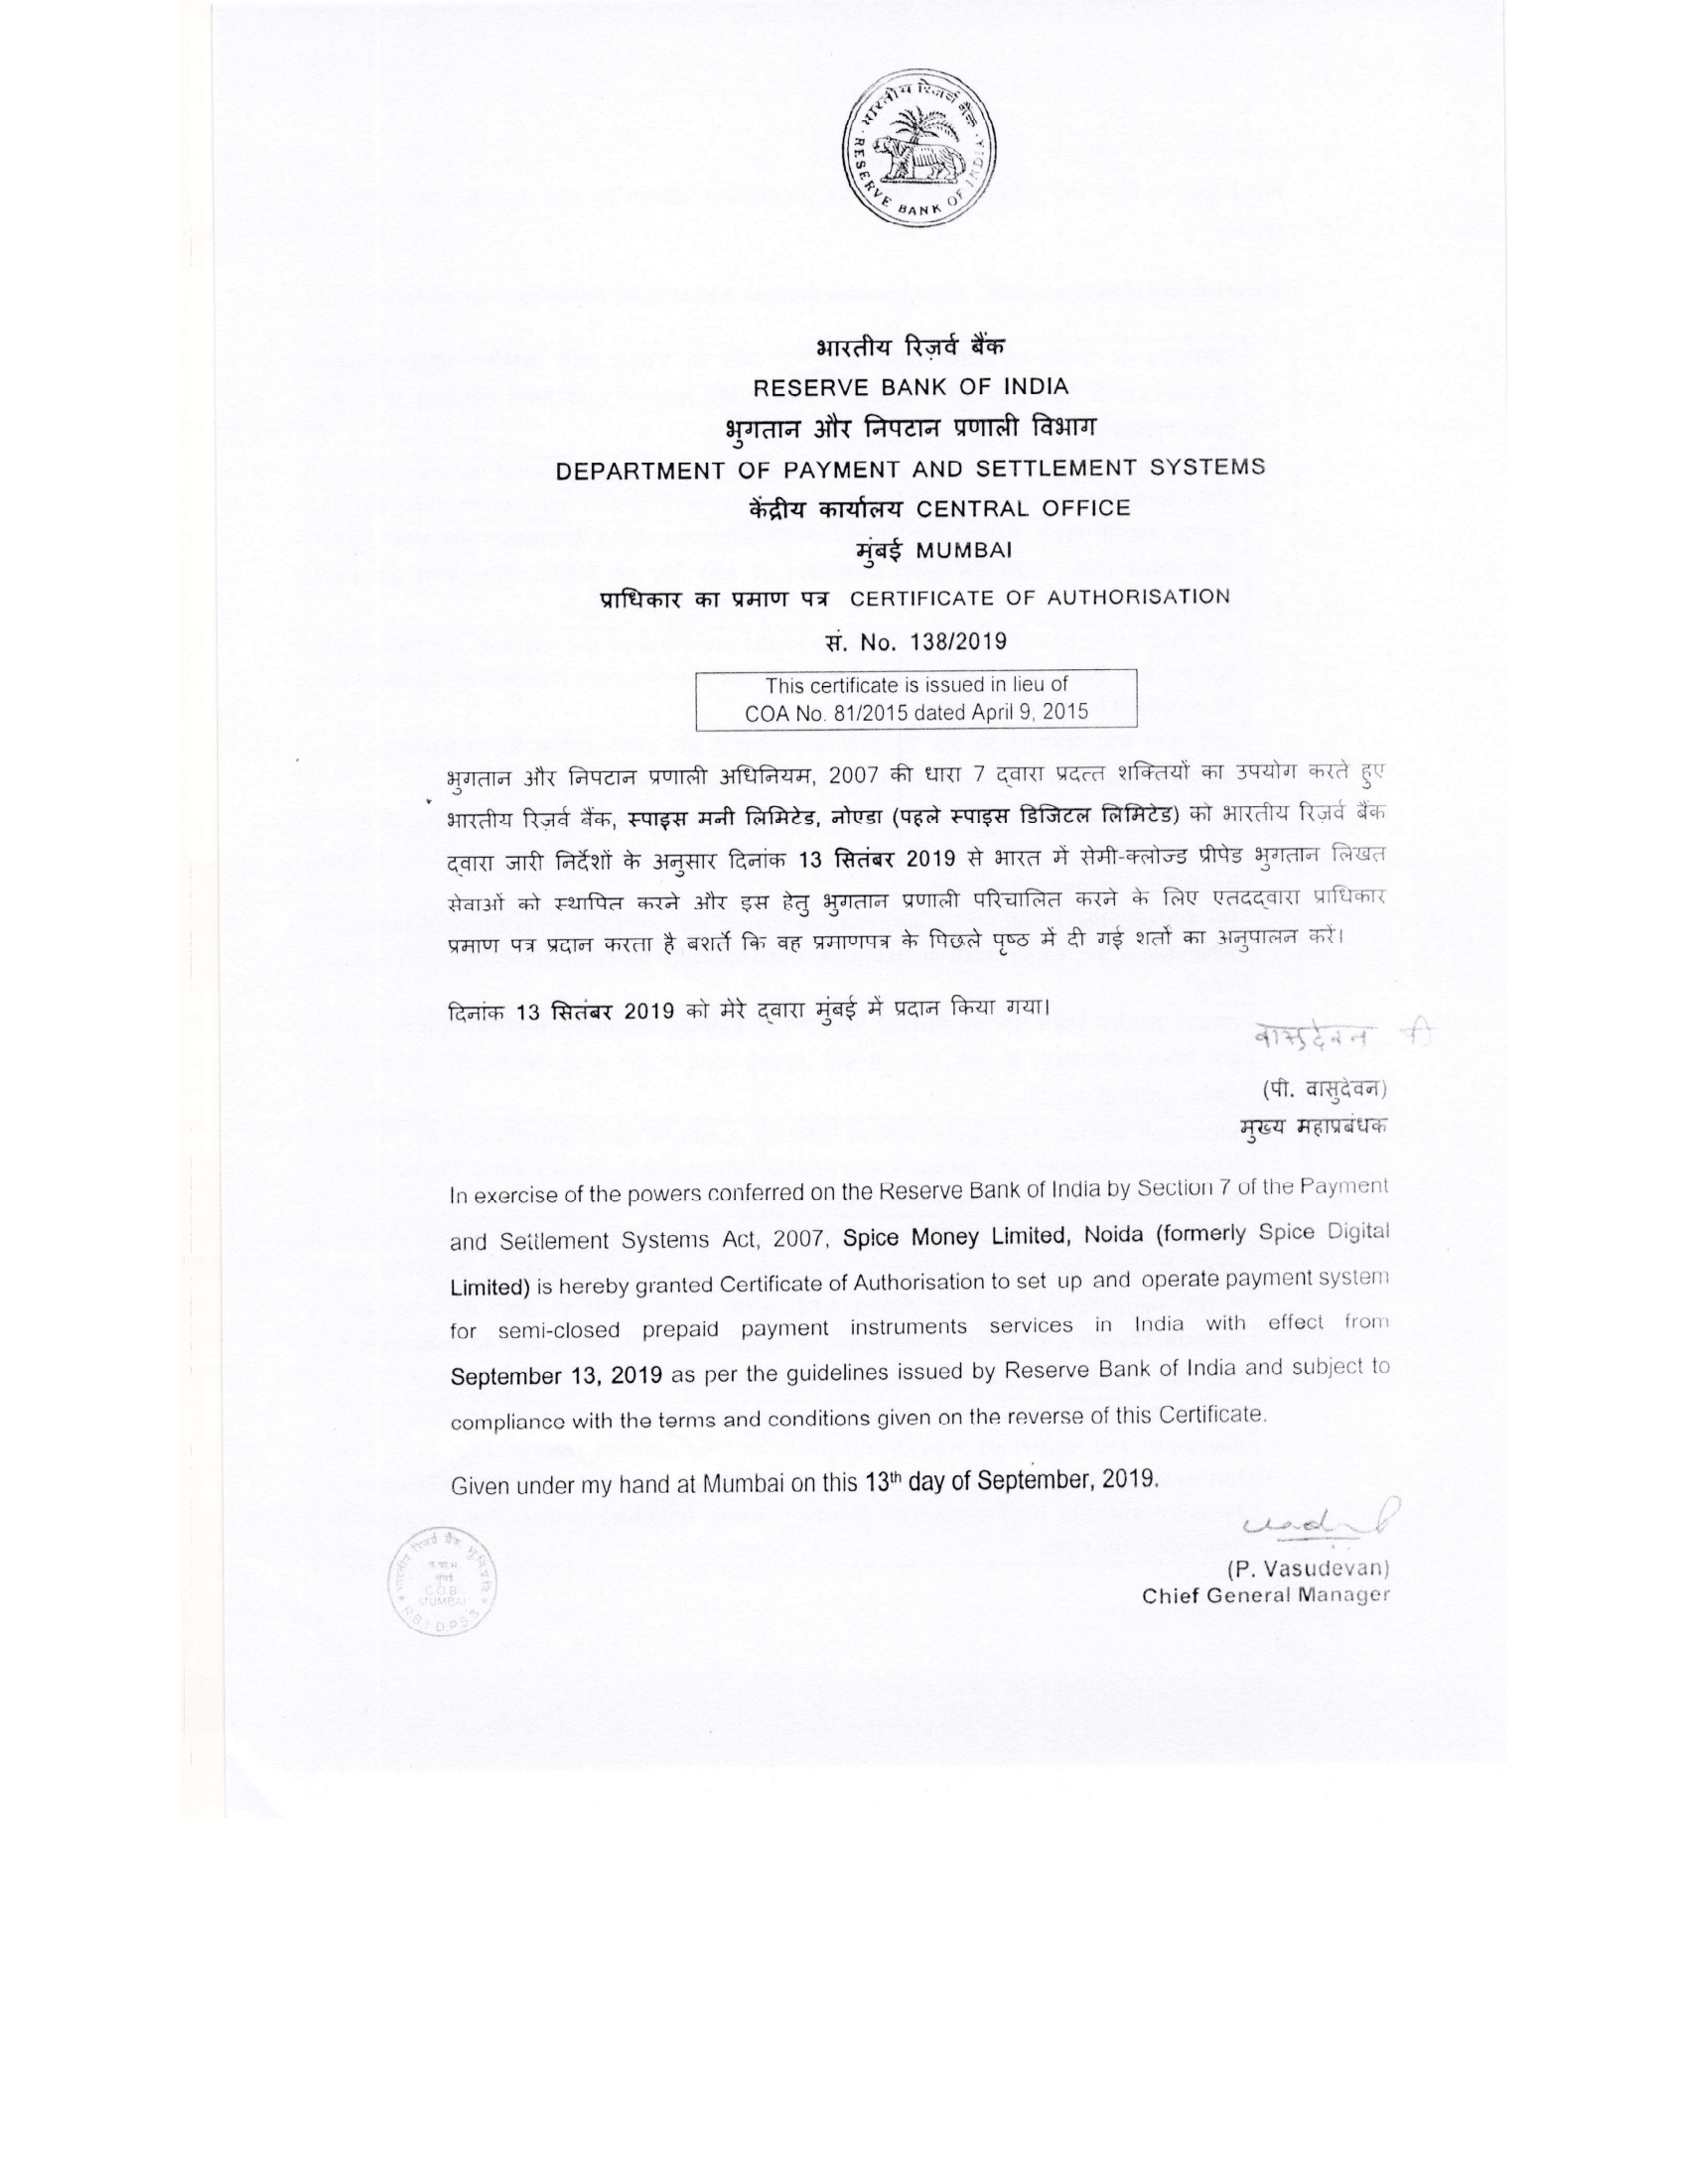 भारतीय रिज़र्व बैंक
RESERVE BANK OF INDIA
भारतीय रिज़र्व बैंक
RESERVE BANK OF INDIA
भुगतान और निपटान प्रणाली विभाग
DEPARTMENT OF PAYMENT AND SETTLEMENT SYSTEMS
केंद्रीय कार्यालय CENTRAL OFFICE
मुंबई MUMBAI
प्राधिकार का प्रमाण पत्र CERTIFICATE OF AUTHORISATION
सं. No. 138/2019
This certificate is issued in lieu of
COA No. 81/2015 dated April 9, 2015
भुगतान और निपटान प्रणाली अधिनियम, 2007 की धारा 7 द्वारा प्रदत्त शक्तियों का उपयोग करते हुए
भारतीय रिज़र्व बैंक, स्पाइस मनी लिमिटेड, नोएडा (पहले स्पाइस डिजिटल लिमिटेड) को भारतीय रिज़र्व बैंक
द्वारा जारी निर्देशों के अनुसार दिनांक 13 सितंबर 2019 से भारत में सेमी-क्लोज्ड प्रीपेड भुगतान लिखत
सेवाओं को स्थापित करने और इस हेतु भुगतान प्रणाली परिचालित करने के लिए एतदद्वारा प्राधिकार
प्रमाण पत्र प्रदान करता है बशर्ते कि वह प्रमाणपत्र के पिछले पृष्ठ में दी गई शर्तों का अनुपालन करें।
दिनांक 13 सितंबर 2019 को मेरे द्वारा मुंबई में प्रदान किया गया।
वासुदेवन पी
(पी. वासुदेवन)
मुख्य महाप्रबंधक
In exercise of the powers conferred on the Reserve Bank of India by Section 7 of the Payment
and Settlement Systems Act, 2007, Spice Money Limited, Noida (formerly Spice Digital
Limited) is hereby granted Certificate of Authorisation to set up and operate payment system
for semi-closed prepaid payment instruments services in India with effect from
September 13, 2019 as per the guidelines issued by Reserve Bank of India and subject to
compliance with the terms and conditions given on the reverse of this Certificate.
Given under my hand at Mumbai on this 13th day of September, 2019.
(P. Vasudevan)
Chief General Manager
मुंबई
C.O.B
MUMBAI
R.B.I D.P.S.S